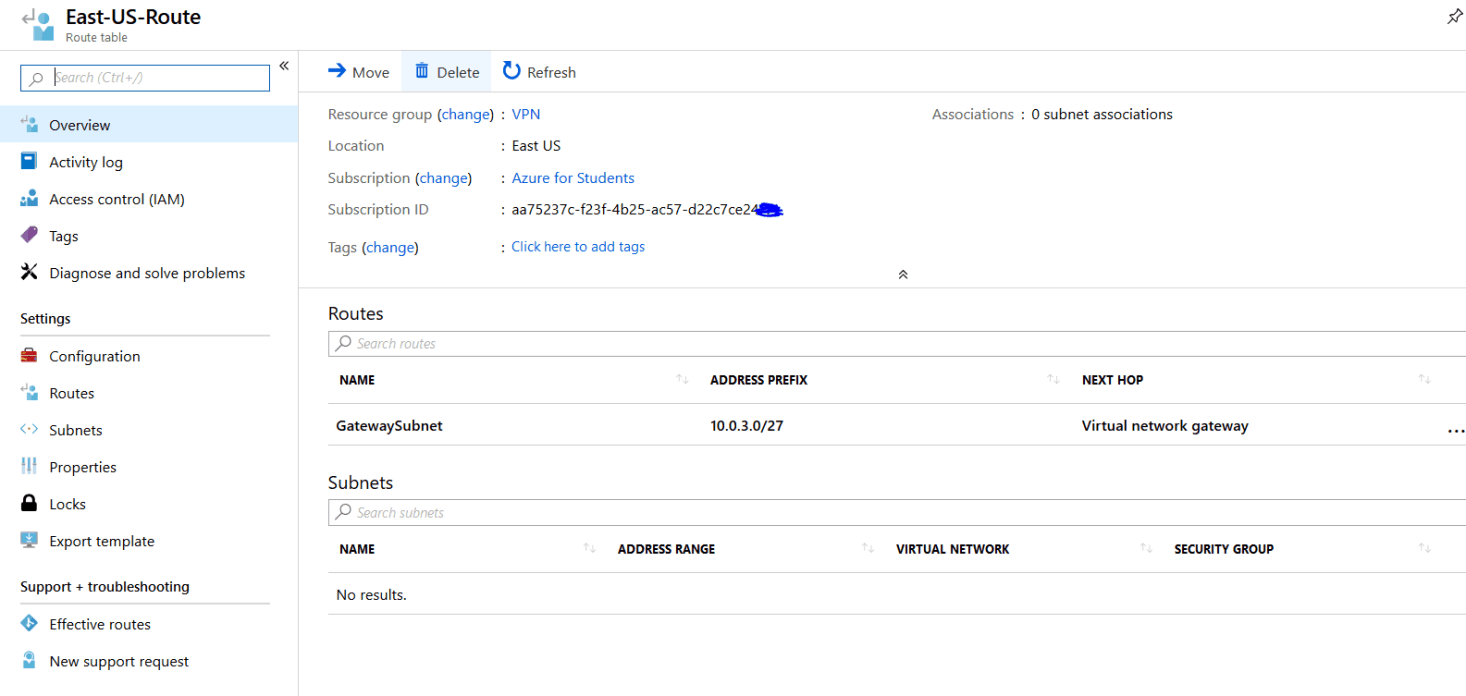 East-US-Route
Route table
Search (Ctrl+/)
«
Overview
Activity log
Access control (IAM)
Tags
Diagnose and solve problems
Settings
Configuration
Routes
Subnets
Properties
Locks
Export template
Support + troubleshooting
Effective routes
New support request
Move Delete Refresh
Resource group (change) : VPN Associations : 0 subnet associations
Location : East US
Subscription (change) : Azure for Students
Subscription ID : aa75237c-f23f-4b25-ac57-d22c7ce24
Tags (change) : Click here to add tags
Routes
Search routes
NAME ADDRESS PREFIX NEXT HOP
GatewaySubnet 10.0.3.0/27 Virtual network gateway ...
Subnets
Search subnets
NAME ADDRESS RANGE VIRTUAL NETWORK SECURITY GROUP
No results.